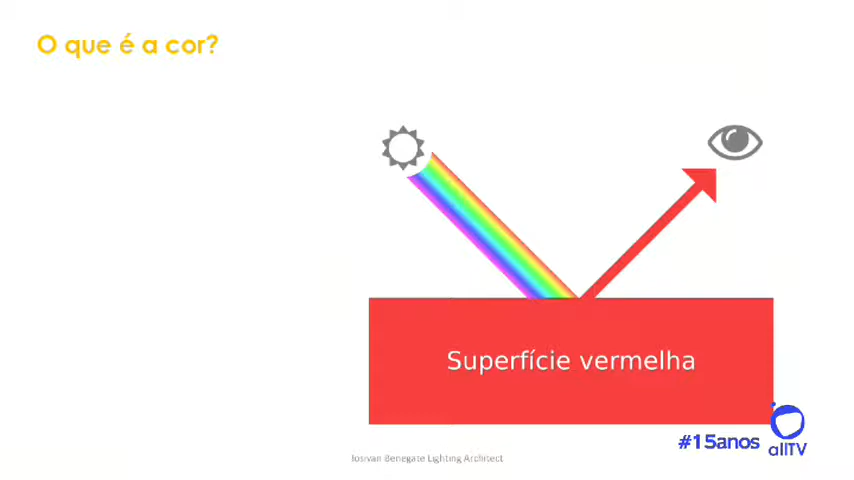 O que é a cor?
Superfície vermelha
#15anos
allTV
Iosivan Benegate Lighting Architect